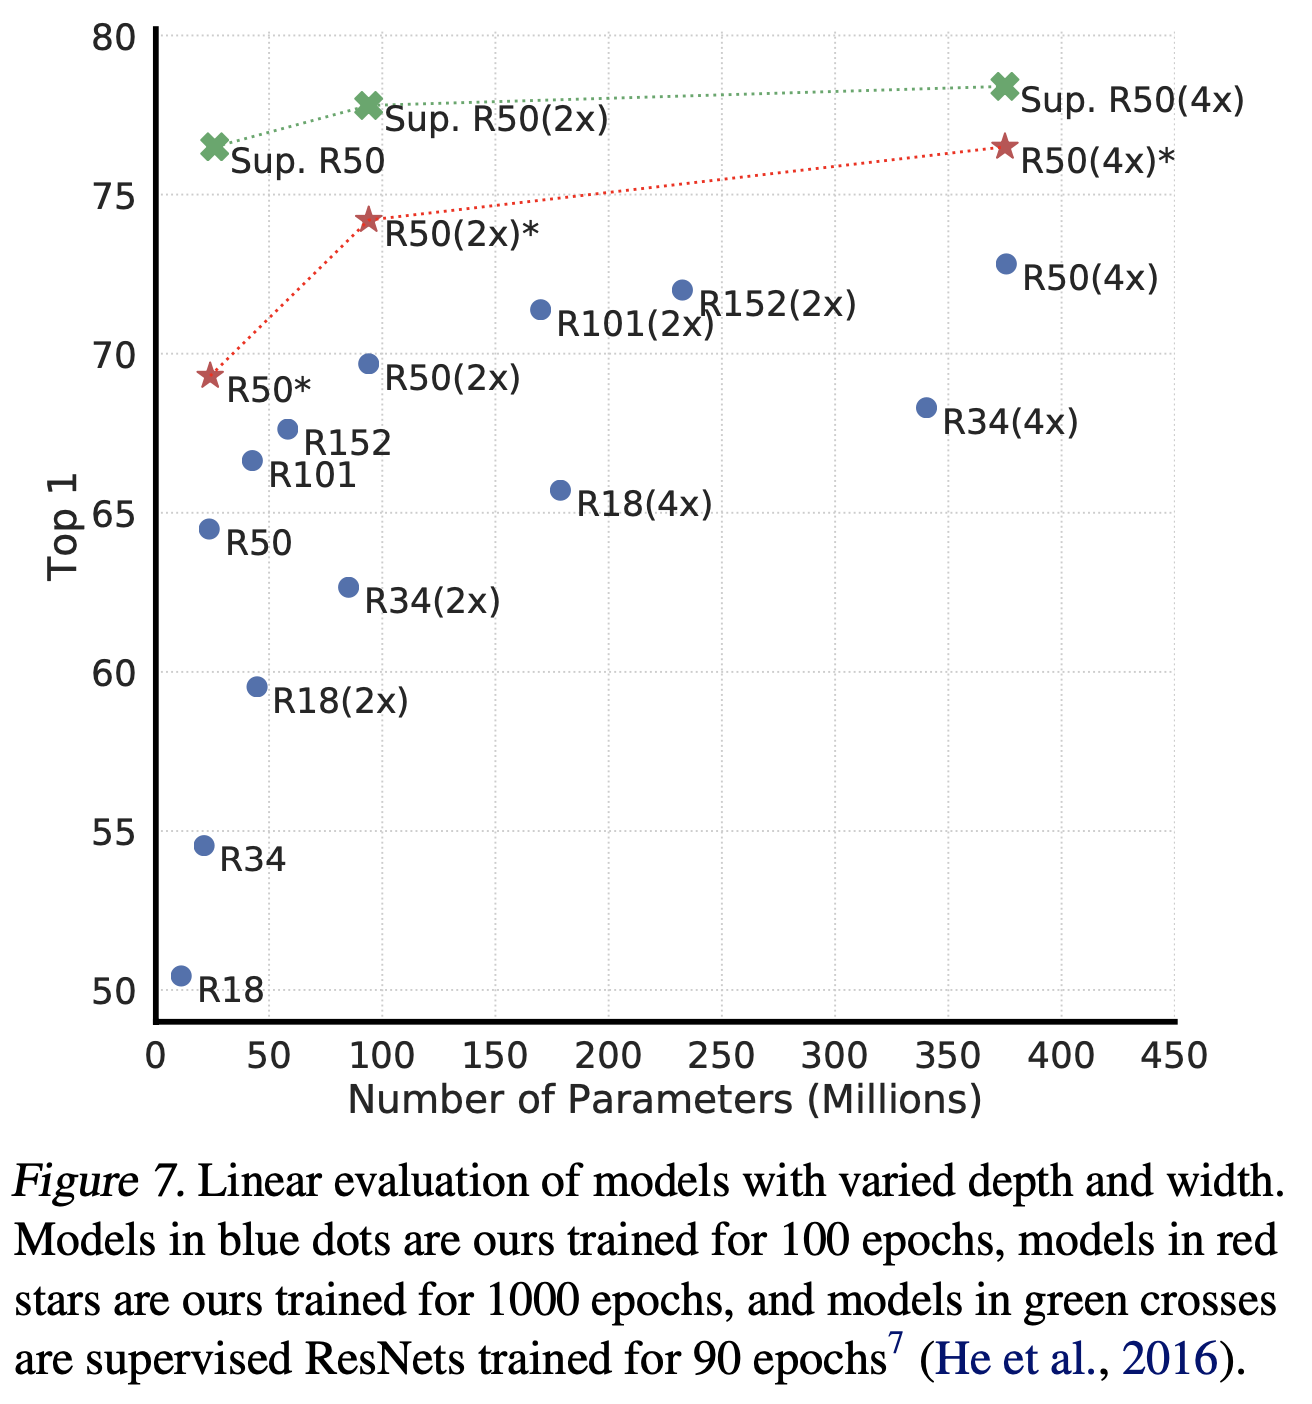 80
Sup. R50(4x)
Sup. R50(2x)
Sup. R50
R50(4x)*
75
R50(2x)*
R50(4x)
R152(2x)
R101(2x)
70
R50(2x)
R50*
R34(4x)
R152
R101
R18(4x)
65
R50
R34(2x)
Top 1
60
R18(2x)
55
R34
50
R18
0 50 100 150 200 250 300 350 400 450
Number of Parameters (Millions)
Figure 7. Linear evaluation of models with varied depth and width.
Models in blue dots are ours trained for 100 epochs, models in red
stars are ours trained for 1000 epochs, and models in green crosses
are supervised ResNets trained for 90 epochs7 (He et al., 2016).